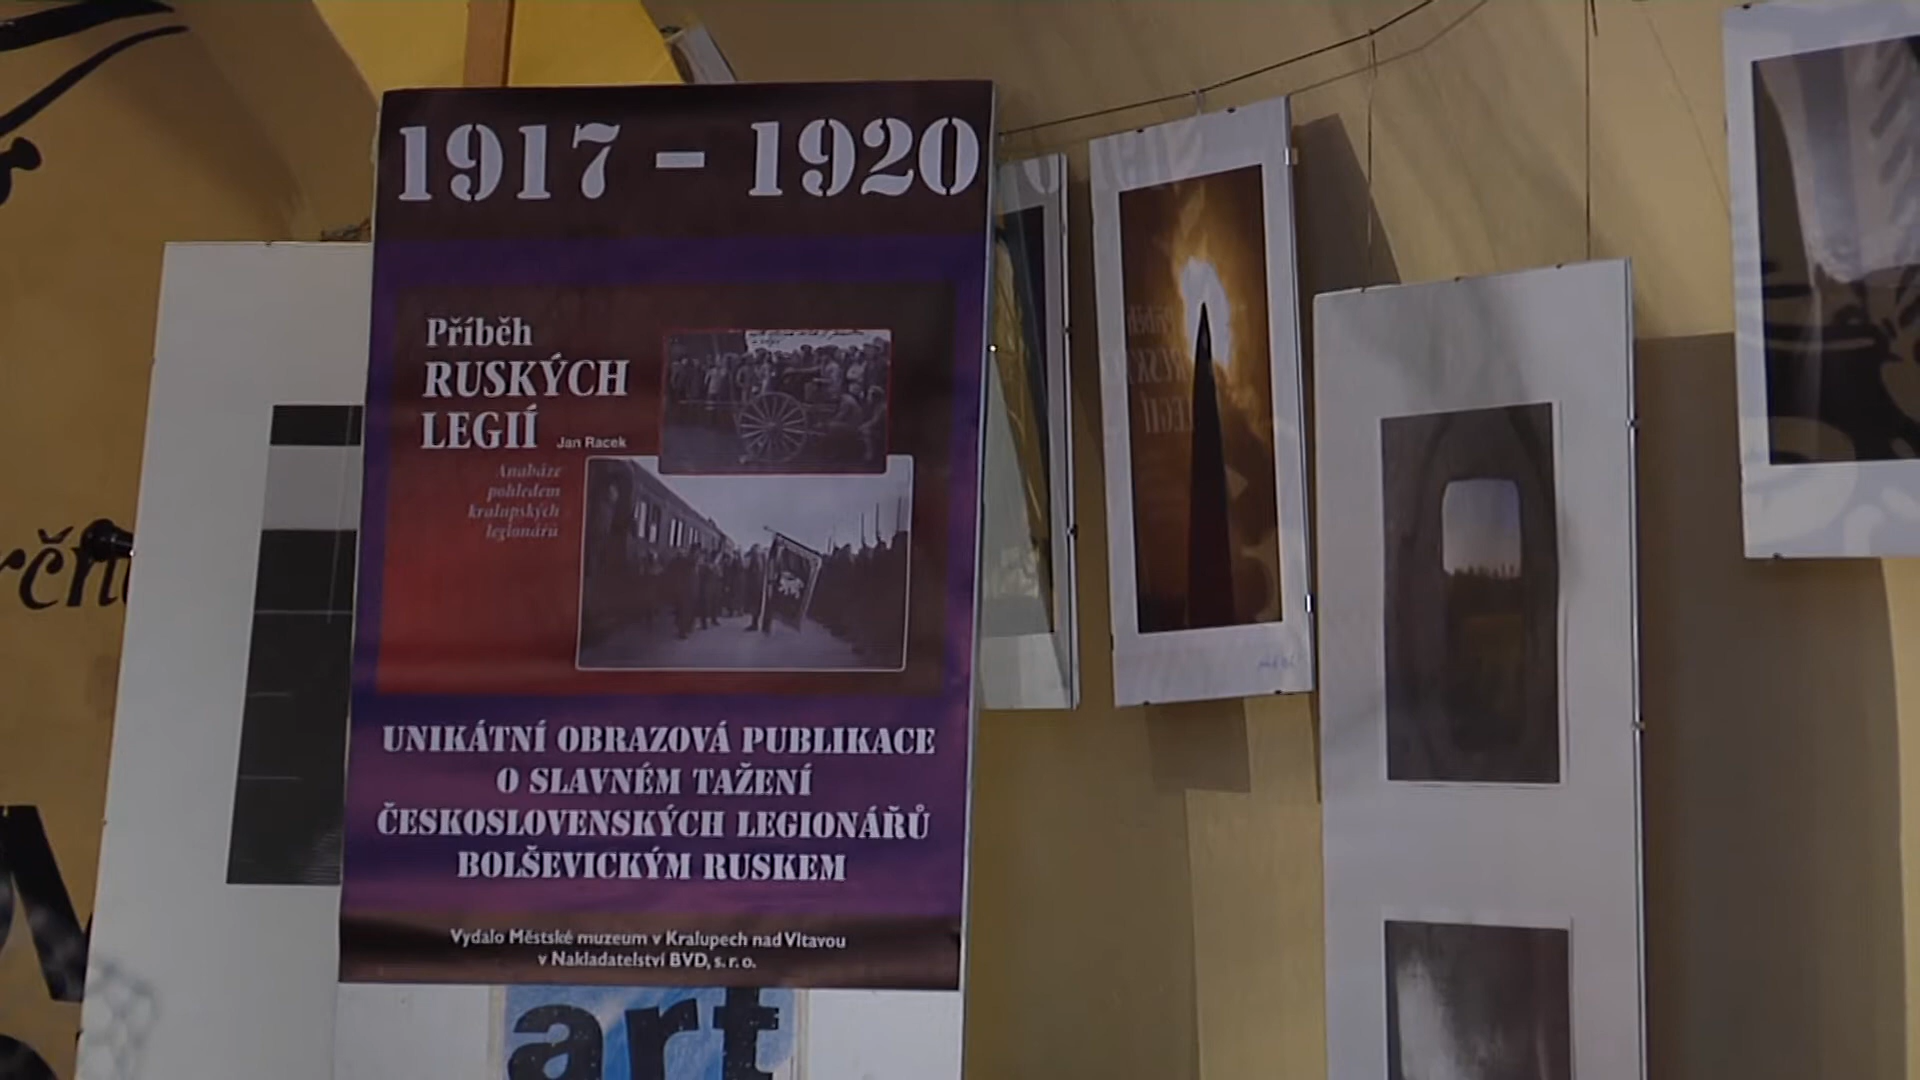 1917 - 1920
Příběh
RUSKÝCH
LEGIÍ Jan Racek
Anabáze
pohledem
kralupských
legionářů
UNIKÁTNÍ OBRAZOVÁ PUBLIKACE
O SLAVNÉM TAŽENÍ
ČESKOSLOVENSKÝCH LEGIONÁŘŮ
BOLŠEVICKÝM RUSKEM
Vydalo Městské muzeum v Kralupech nad Vltavou
v Nakladatelství BVD, s. r. o.
art